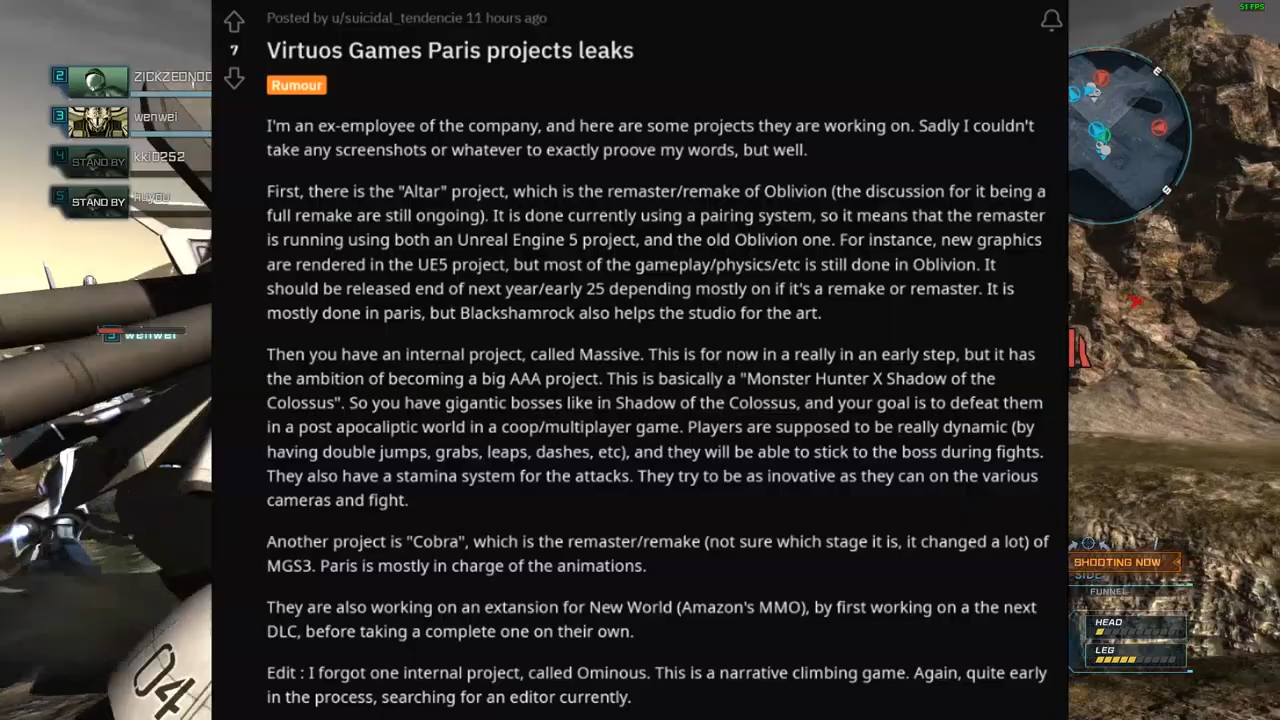 51 FPS
Posted by u/suicidal_tendencie 11 hours ago
7
Virtuos Games Paris projects leaks
Rumour
I'm an ex-employee of the company, and here are some projects they are working on. Sadly I couldn't
take any screenshots or whatever to exactly proove my words, but well.
First, there is the "Altar" project, which is the remaster/remake of Oblivion (the discussion for it being a
full remake are still ongoing). It is done currently using a pairing system, so it means that the remaster
is running using both an Unreal Engine 5 project, and the old Oblivion one. For instance, new graphics
are rendered in the UE5 project, but most of the gameplay/physics/etc is still done in Oblivion. It
should be released end of next year/early 25 depending mostly on if it's a remake or remaster. It is
mostly done in paris, but Blackshamrock also helps the studio for the art.
Then you have an internal project, called Massive. This is for now in a really in an early step, but it has
the ambition of becoming a big AAA project. This is basically a "Monster Hunter X Shadow of the
Colossus". So you have gigantic bosses like in Shadow of the Colossus, and your goal is to defeat them
in a post apocaliptic world in a coop/multiplayer game. Players are supposed to be really dynamic (by
having double jumps, grabs, leaps, dashes, etc), and they will be able to stick to the boss during fights.
They also have a stamina system for the attacks. They try to be as inovative as they can on the various
cameras and fight.
Another project is "Cobra", which is the remaster/remake (not sure which stage it is, it changed a lot) of
MGS3. Paris is mostly in charge of the animations.
They are also working on an extansion for New World (Amazon's MMO), by first working on a the next
DLC, before taking a complete one on their own.
Edit : I forgot one internal project, called Ominous. This is a narrative climbing game. Again, quite early
in the process, searching for an editor currently.
2
3 wenwei
4 STAND BY kki0252
5 STAND BY
3 wenwei
04
E
S
SHOOTING NOW
SIDE
FUNNEL
HEAD
LEG